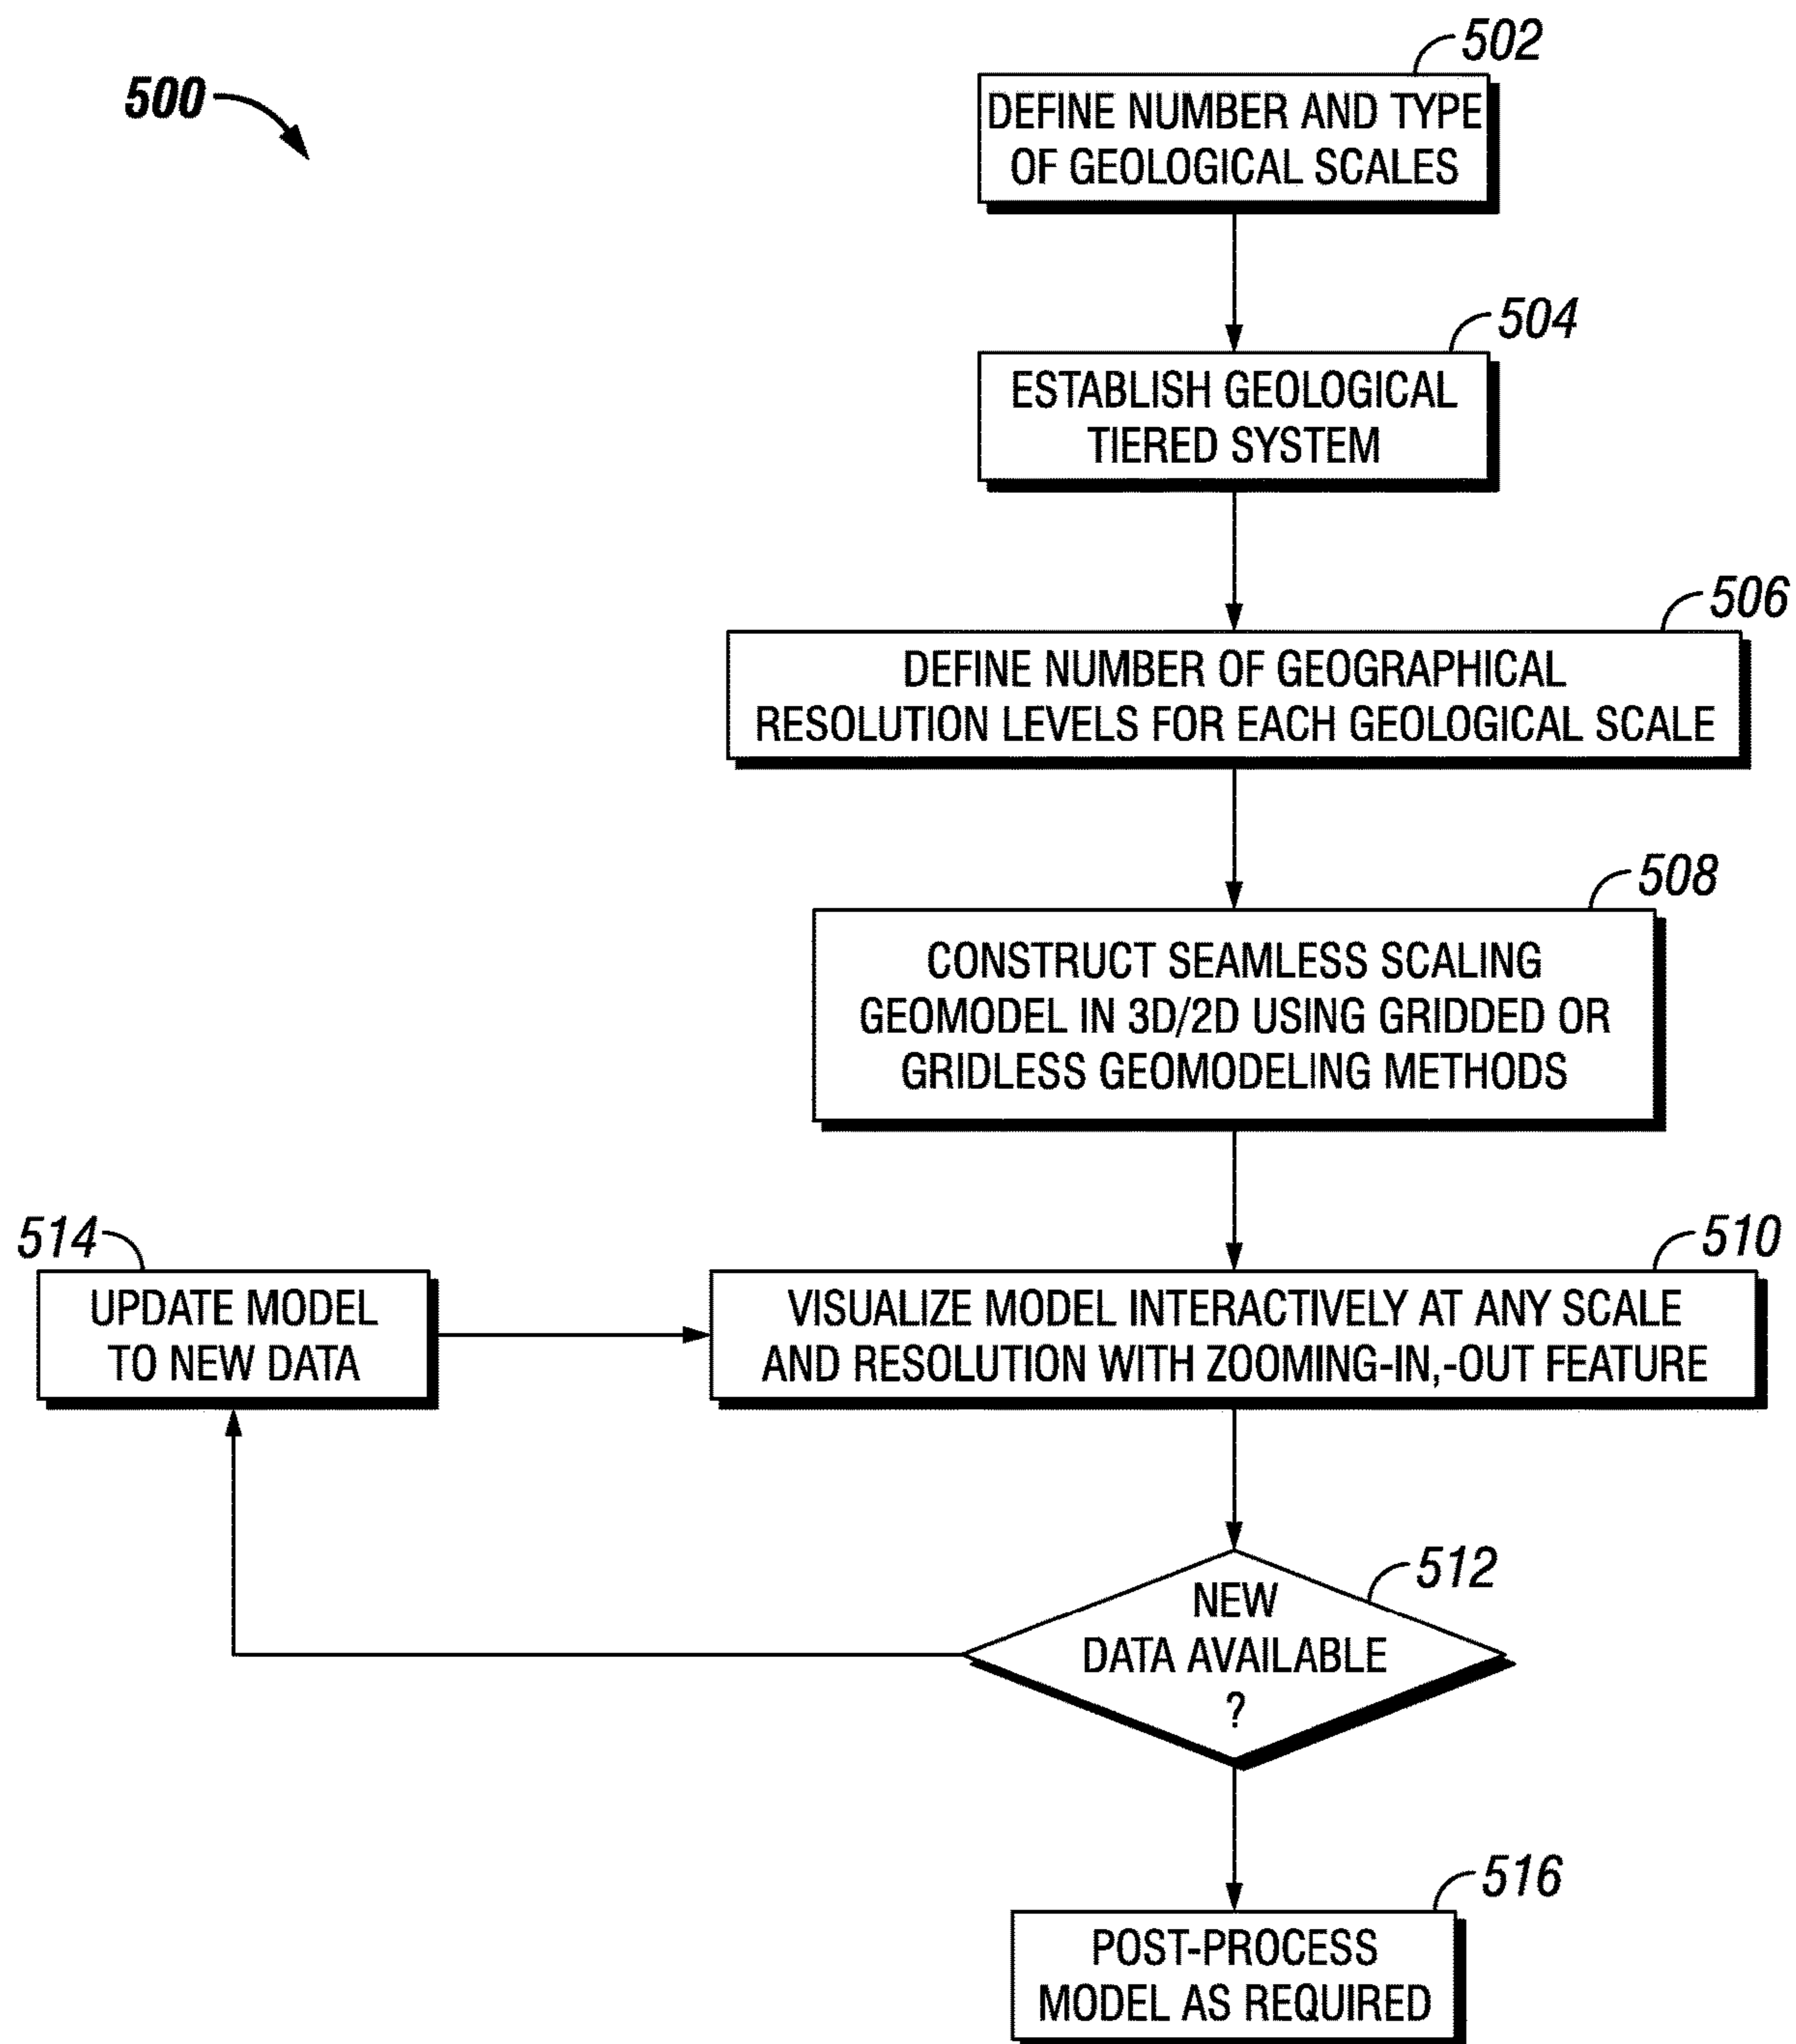 500
502
DEFINE NUMBER AND TYPE
OF GEOLOGICAL SCALES
504
ESTABLISH GEOLOGICAL
TIERED SYSTEM
506
DEFINE NUMBER OF GEOGRAPHICAL
RESOLUTION LEVELS FOR EACH GEOLOGICAL SCALE
508
CONSTRUCT SEAMLESS SCALING
GEOMODEL IN 3D/2D USING GRIDDED OR
GRIDLESS GEOMODELING METHODS
514
UPDATE MODEL
TO NEW DATA
510
VISUALIZE MODEL INTERACTIVELY AT ANY SCALE
AND RESOLUTION WITH ZOOMING-IN,-OUT FEATURE
512
NEW
DATA AVAILABLE
?
516
POST-PROCESS
MODEL AS REQUIRED